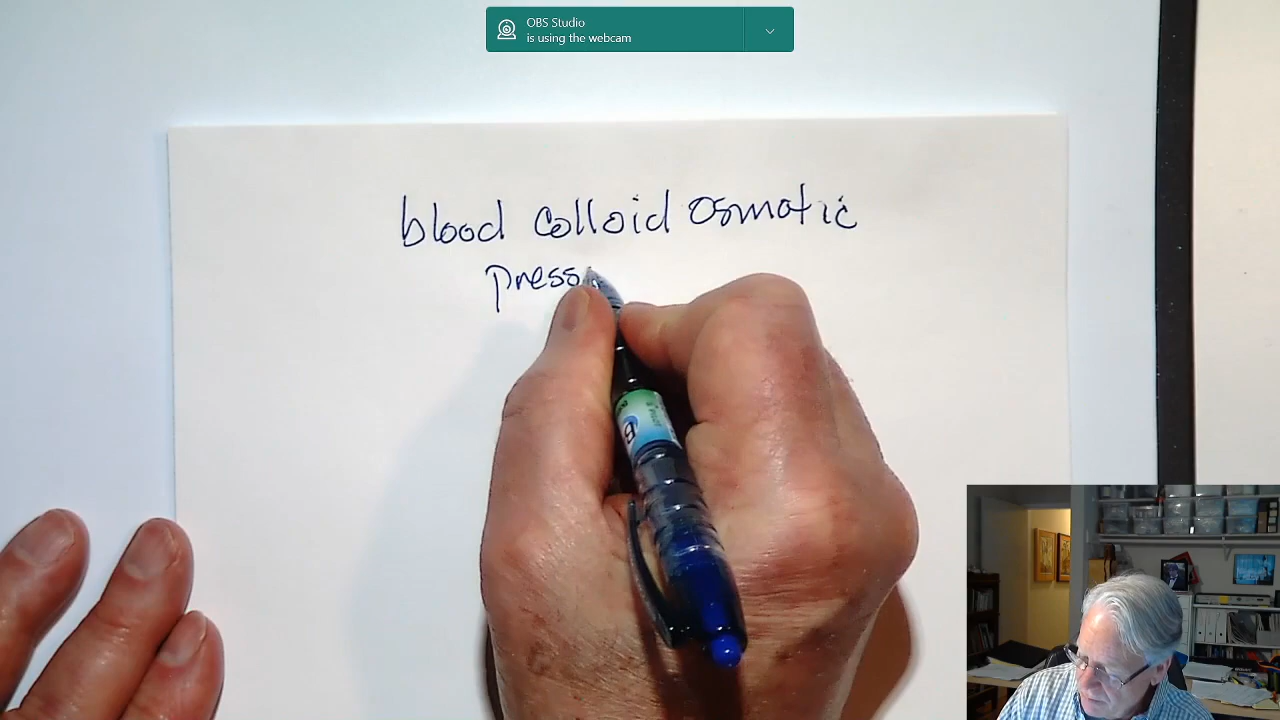 OBS Studio
is using the webcam
blood colloid osmotic
press
B